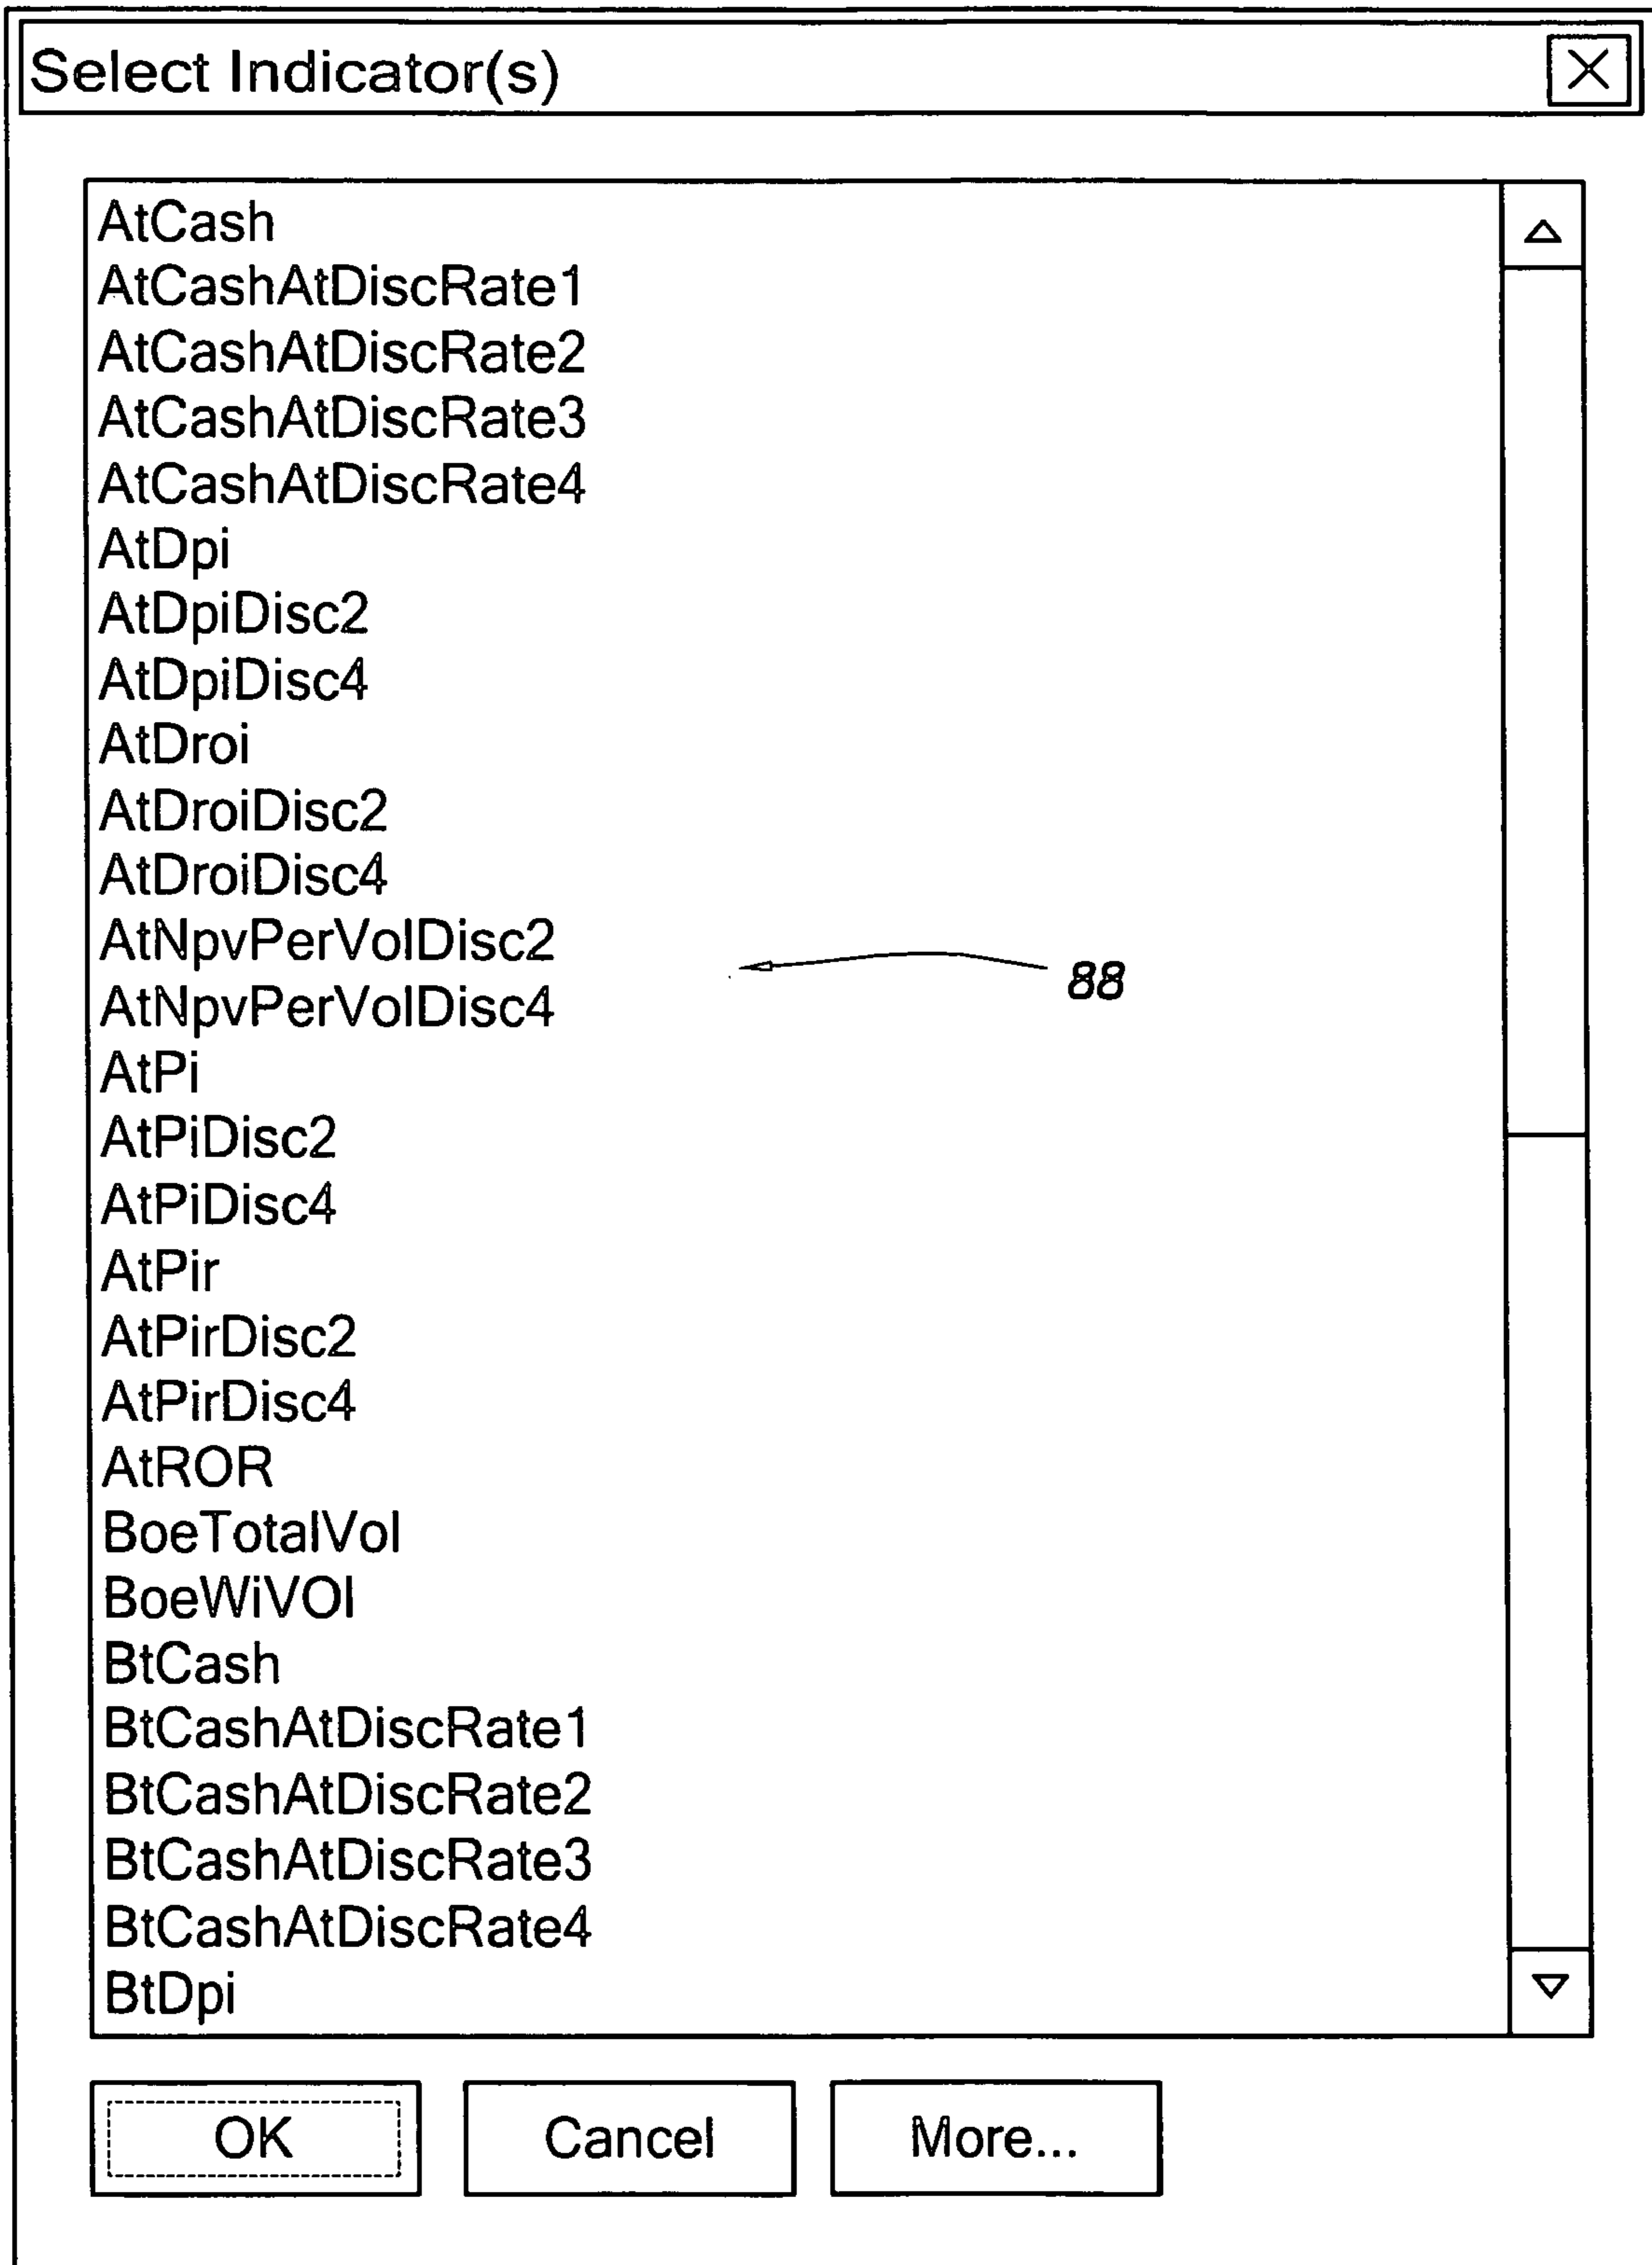 Select Indicator(s)
AtCash
AtCashAtDiscRate1
AtCashAtDiscRate2
AtCashAtDiscRate3
AtCashAtDiscRate4
AtDpi
AtDpiDisc2
AtDpiDisc4
AtDroi
AtDroiDisc2
AtDroiDisc4
AtNpvPerVolDisc2
88
AtNpvPerVolDisc4
AtPi
AtPiDisc2
AtPiDisc4
AtPir
AtPirDisc2
AtPirDisc4
AtROR
BoeTotalVol
BoeWiVOl
BtCash
BtCashAtDiscRate1
BtCashAtDiscRate2
BtCashAtDiscRate3
BtCashAtDiscRate4
BtDpi
OK Cancel More...